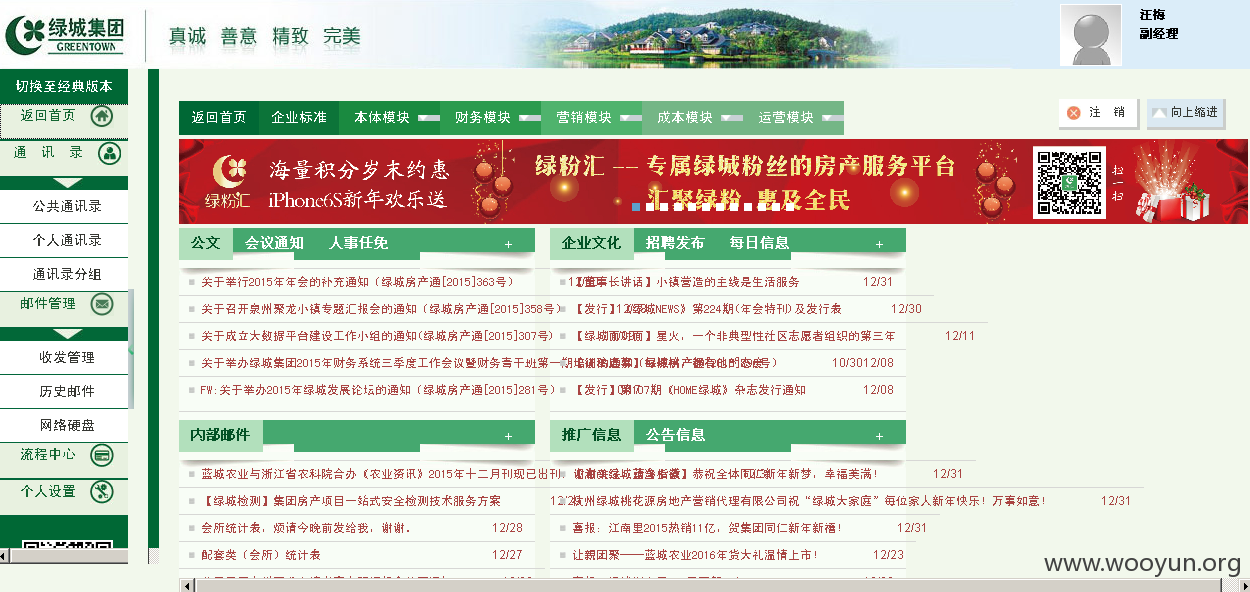 绿城集团
GREENTOWN
真诚 善意 精致 完美
汪梅
副经理
切换至经典版本
返回首页
通 讯 录
公共通讯录
个人通讯录
通讯录分组
邮件管理
收发管理
历史邮件
网络硬盘
流程中心
个人设置
返回首页 企业标准 本体模块 财务模块 营销模块 成本模块 运营模块
注 销
向上缩进
绿粉汇
海量积分岁末约惠
iPhone6S新年欢乐送
绿粉汇 -- 专属绿城粉丝的房产服务平台
汇聚绿粉 惠及全民
扫一扫
公文 会议通知 人事任免 +
关于举行2015年年会的补充通知（绿城房产通[2015]363号）
关于召开泉州聚龙小镇专题汇报会的通知（绿城房产通[2015]358号）
关于成立大数据平台建设工作小组的通知(绿城房产通[2015]307号)
关于举办绿城集团2015年财务系统三季度工作会议暨财务骨干班第一期
10/30
FW:关于举办2015年绿城发展论坛的通知（绿城房产通[2015]281号）
企业文化 招聘发布 每日信息 +
【董事长讲话】小镇营造的主线是生活服务 12/31
【发行】《绿城NEWS》第224期(年会特刊)及发行表 12/30
【绿城面面】星火，一个非典型性社区志愿者组织的第三年 12/11
12/08
【发行】第107期《HOME绿城》杂志发行通知 12/08
内部邮件 +
蓝城农业与浙江省农科院合办《农业资讯》2015年十二月刊现已出刊，
【绿城检测】集团房产项目一站式安全检测技术服务方案
会所统计表，烦请今晚前发给我，谢谢. 12/28
配套类（会所）统计表 12/27
推广信息 公告信息 +
恭祝全体同仁新年新梦，幸福美满！ 12/31
杭州绿城桃花源房地产营销代理有限公司祝“绿城大家庭”每位家人新年快乐！万事如意！ 12/31
喜报：江南里2015热销11亿，贺集团同仁新年新福！ 12/31
让親团聚——蓝城农业2016年货大礼温情上市！ 12/23
www.wooyun.org